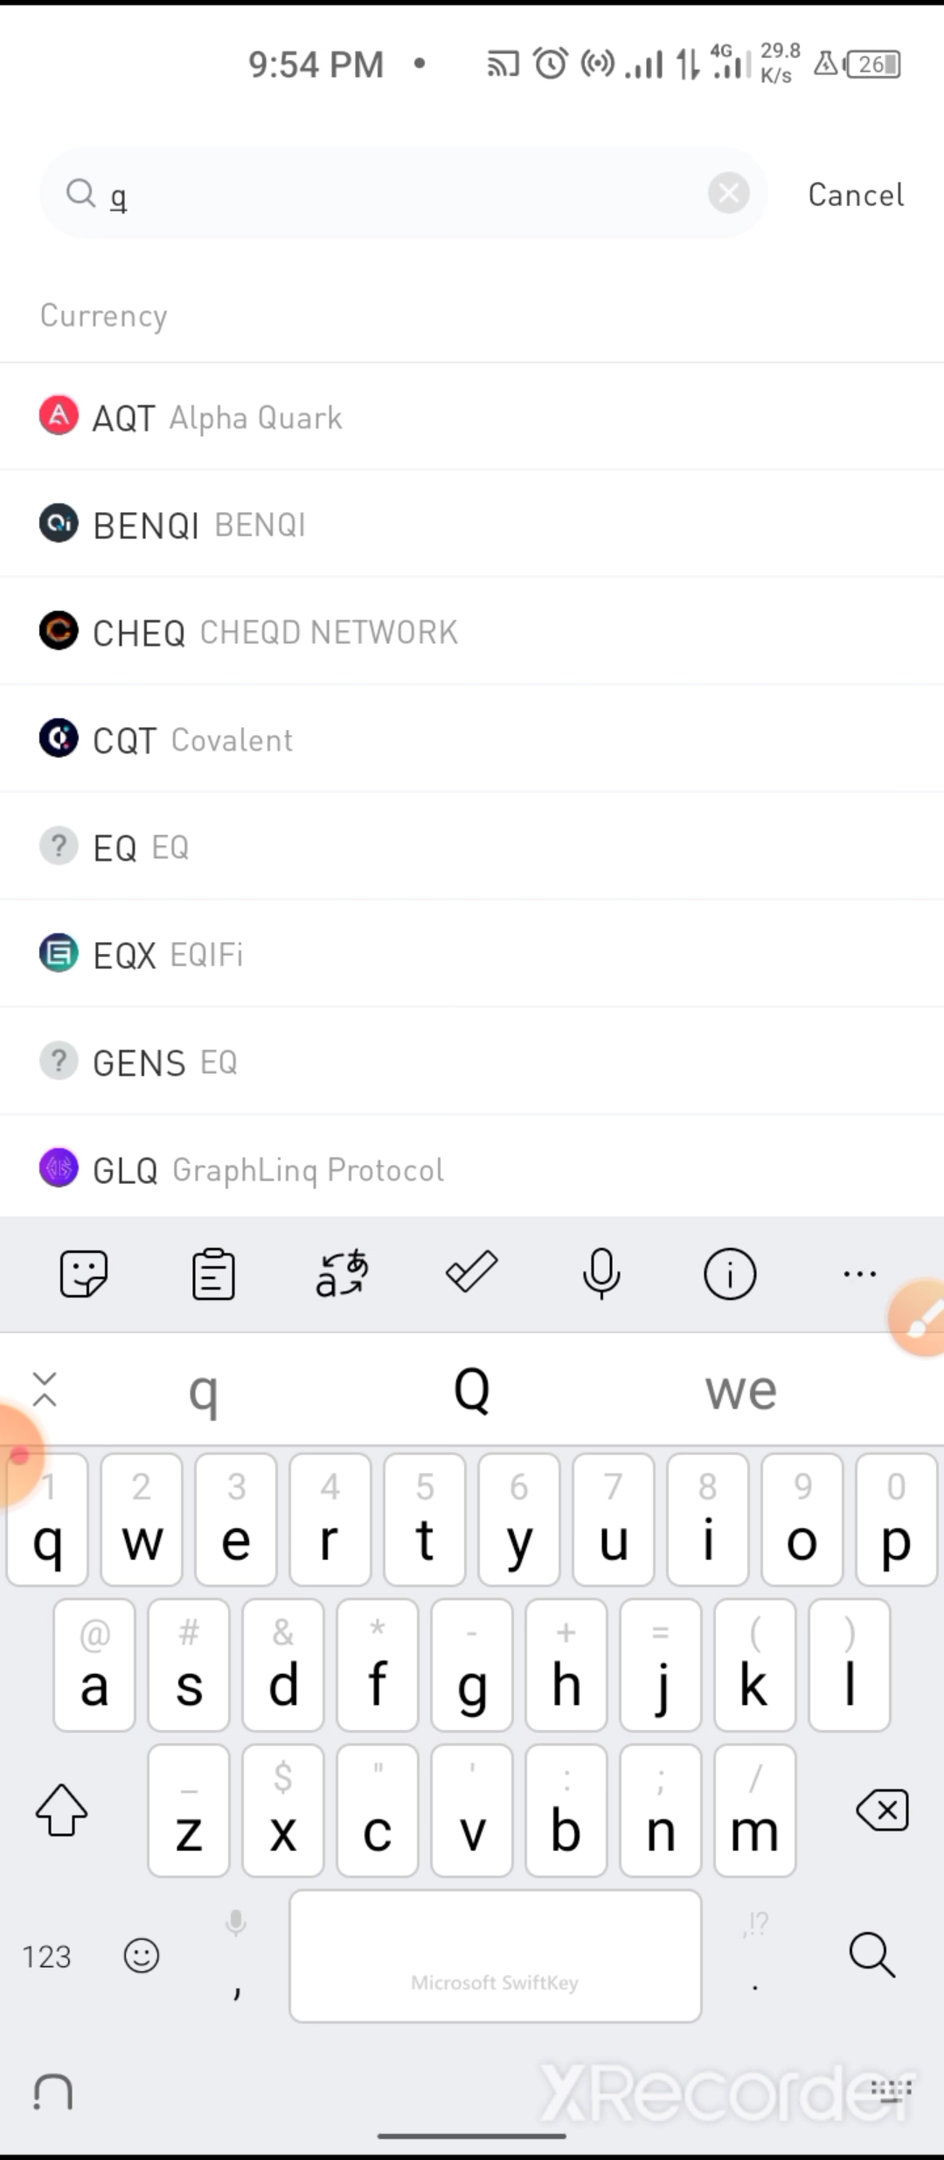 9:54 PM • 4G 29.8 K/s 26
q Cancel
Currency
AQT Alpha Quark
BENQI BENQI
CHEQ CHEQD NETWORK
CQT Covalent
? EQ EQ
EQX EQIFi
? GENS EQ
GLQ GraphLinq Protocol
aあ
q Q we
1 2 3 4 5 6 7 8 9 0
q w e r t y u i o p
@ # & * - + = ( )
a s d f g h j k l
_ $ " ' : ; /
z x c v b n m
,!?
123 , Microsoft SwiftKey .
XRecorder